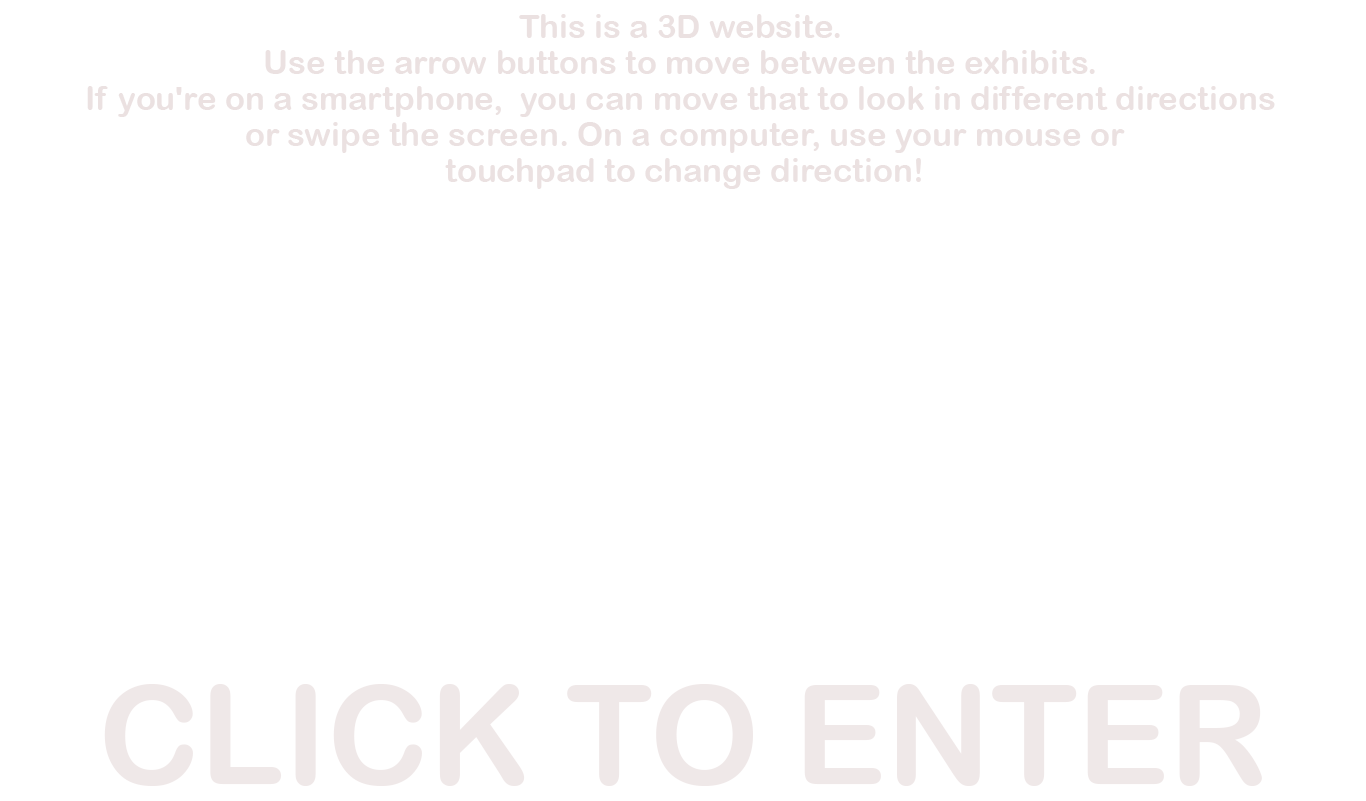 This is a 3D website.
Use the arrow buttons to move between the exhibits.
If you're on a smartphone,  you can move that to look in different directions
or swipe the screen. On a computer, use your mouse or
touchpad to change direction!
CLICK TO ENTER